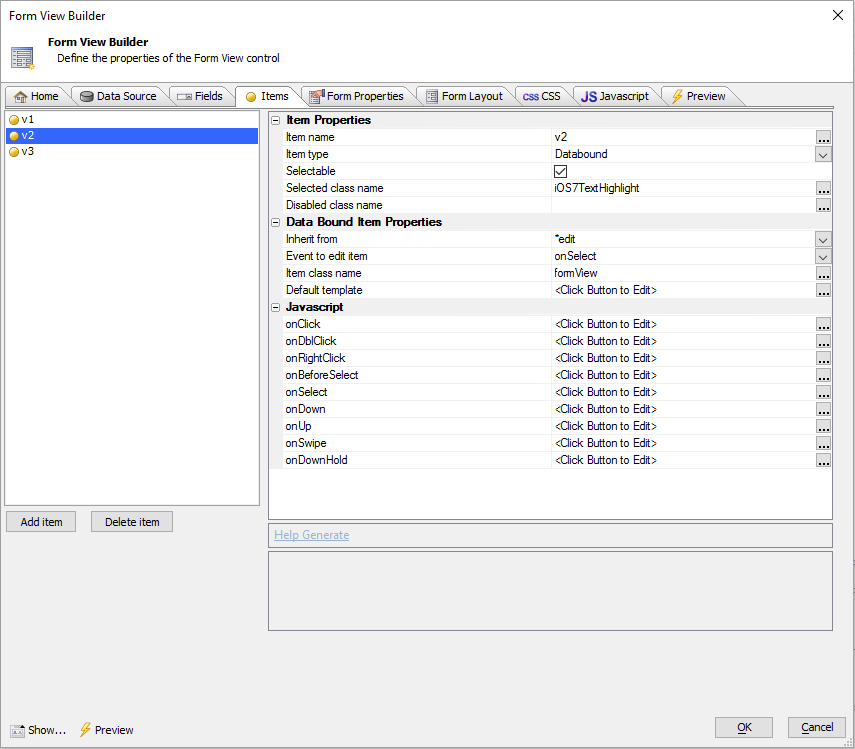 Form View Builder
Form View Builder
Define the properties of the Form View control
Home Data Source Fields Items Form Properties Form Layout CSS CSS JS Javascript Preview
v1
v2
v3
Item Properties
Item name v2 ...
Item type Databound
Selectable
Selected class name iOS7TextHighlight ...
Disabled class name ...
Data Bound Item Properties
Inherit from *edit
Event to edit item onSelect
Item class name formView ...
Default template <Click Button to Edit> ...
Javascript
onClick <Click Button to Edit> ...
onDblClick <Click Button to Edit> ...
onRightClick <Click Button to Edit> ...
onBeforeSelect <Click Button to Edit> ...
onSelect <Click Button to Edit> ...
onDown <Click Button to Edit> ...
onUp <Click Button to Edit> ...
onSwipe <Click Button to Edit> ...
onDownHold <Click Button to Edit> ...
Add item Delete item
Help Generate
Show... Preview
OK Cancel